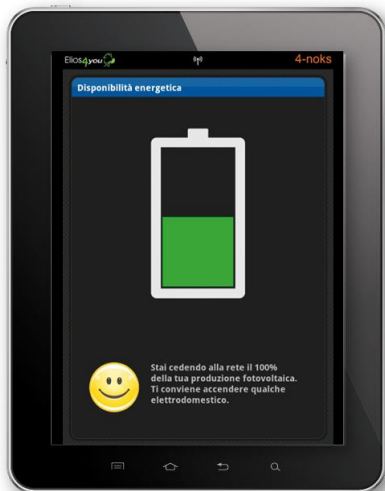 Elios4you
4-noks
Disponibilità energetica
Stai cedendo alla rete il 100%
della tua produzione fotovoltaica.
Ti conviene accendere qualche
elettrodomestico.